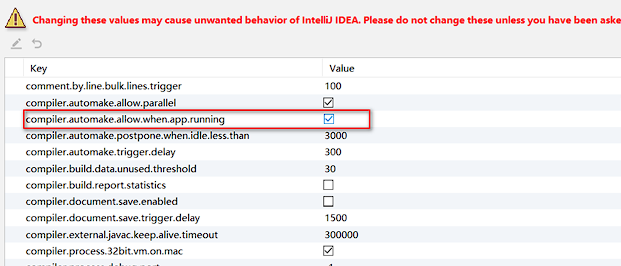 Changing these values may cause unwanted behavior of IntelliJ IDEA. Please do not change these unless you have been aske
Key Value
comment.by.line.bulk.lines.trigger 100
compiler.automake.allow.parallel
compiler.automake.allow.when.app.running
compiler.automake.postpone.when.idle.less.than 3000
compiler.automake.trigger.delay 300
compiler.build.data.unused.threshold 30
compiler.build.report.statistics
compiler.document.save.enabled
compiler.document.save.trigger.delay 1500
compiler.external.javac.keep.alive.timeout 300000
compiler.process.32bit.vm.on.mac